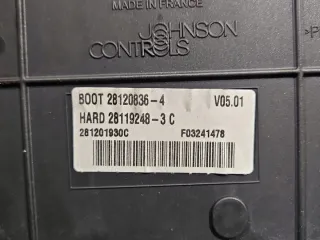 MADE IN FRANCE
JOHNSON
CONTROLS
BOOT 28120836-4 V05.01
HARD 28119248-3 C
281201930C F03241478